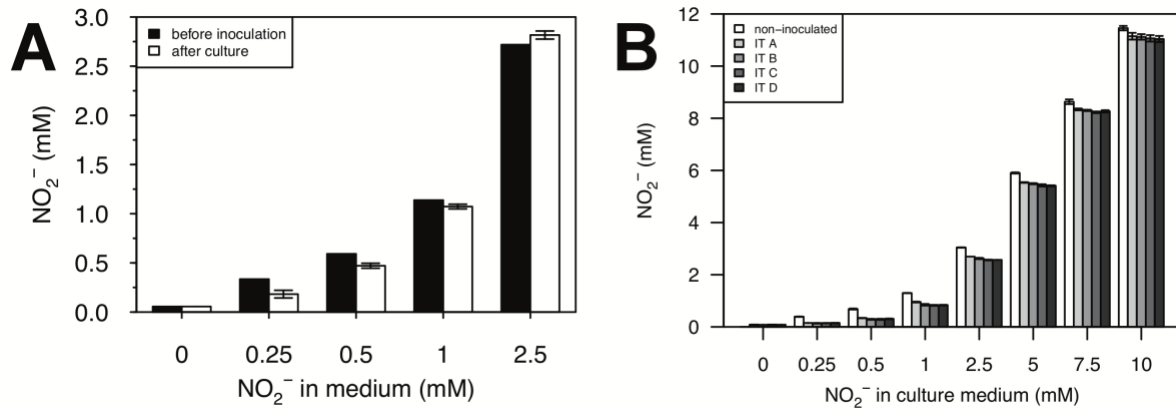 A
before inoculation
after culture
NO₂⁻ (mM)
3.0
2.5
2.0
1.5
1.0
0.5
0.0
0 0.25 0.5 1 2.5
NO₂⁻ in medium (mM)
B
non-inoculated
IT A
IT B
IT C
IT D
NO₂⁻ (mM)
12
10
8
6
4
2
0
0 0.25 0.5 1 2.5 5 7.5 10
NO₂⁻ in culture medium (mM)